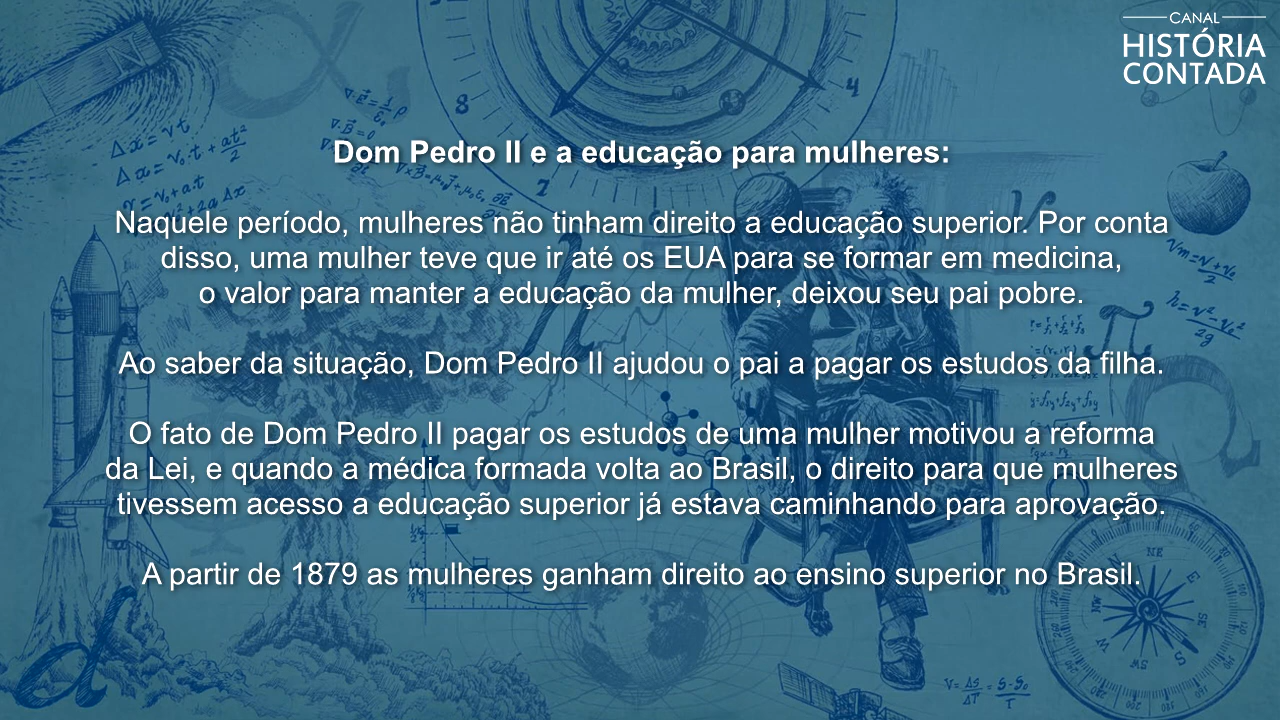 CANAL
HISTÓRIA
CONTADA
Dom Pedro II e a educação para mulheres:
Naquele período, mulheres não tinham direito a educação superior. Por conta
disso, uma mulher teve que ir até os EUA para se formar em medicina,
o valor para manter a educação da mulher, deixou seu pai pobre.
Ao saber da situação, Dom Pedro II ajudou o pai a pagar os estudos da filha.
O fato de Dom Pedro II pagar os estudos de uma mulher motivou a reforma
da Lei, e quando a médica formada volta ao Brasil, o direito para que mulheres
tivessem acesso a educação superior já estava caminhando para aprovação.
A partir de 1879 as mulheres ganham direito ao ensino superior no Brasil.